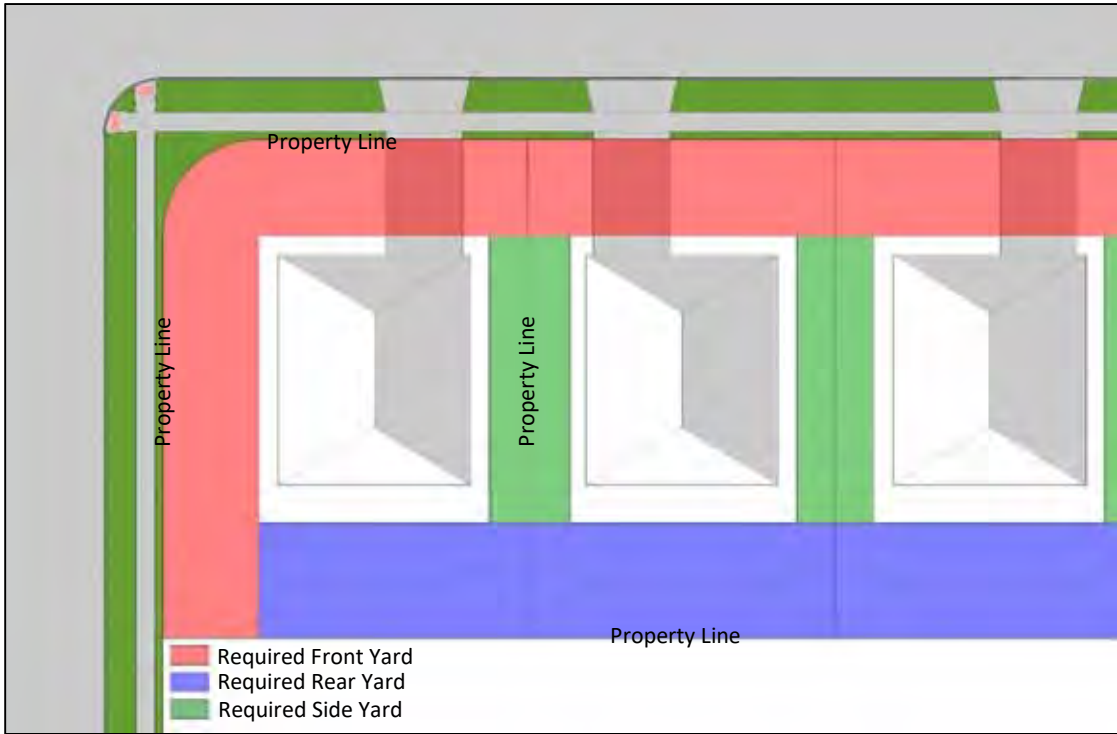 Property Line
Property Line
Property Line
Property Line
Required Front Yard
Required Rear Yard
Required Side Yard